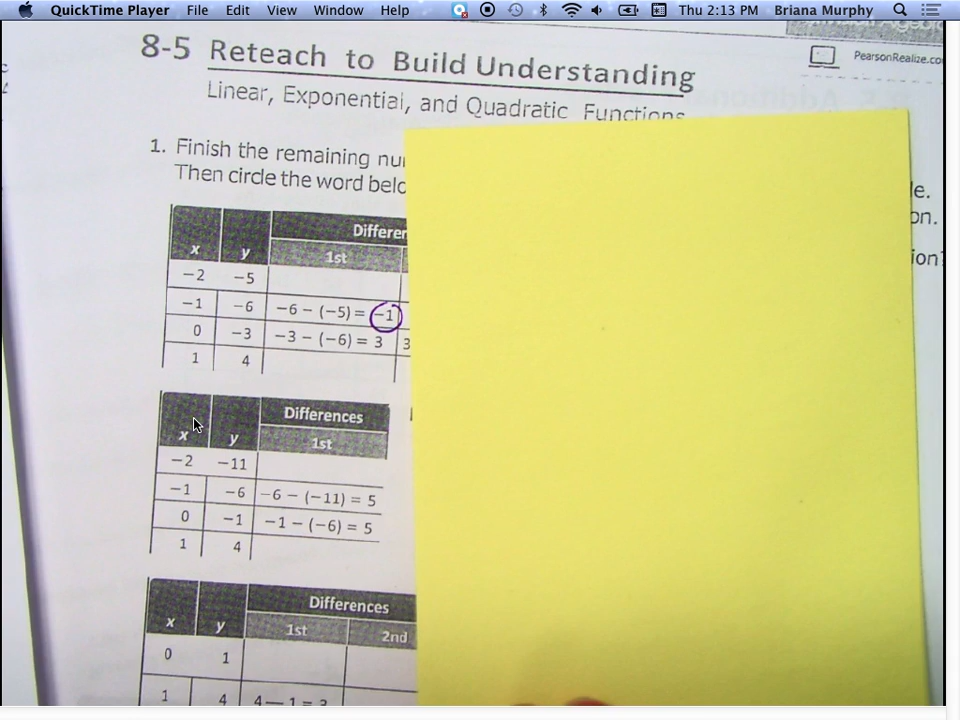 QuickTime Player File Edit View Window Help Thu 2:13 PM Briana Murphy
PearsonRealize.co
8-5 Reteach to Build Understanding
Linear, Exponential, and Quadratic Functions
1. Finish the remaining
Then circle the word
le.
on.
ion?
x y 1st
−2 −5
−1 −6 −6 − (−5) = −1
0 −3 −3 − (−6) = 3 3
1 4
Differences
x y 1st
−2 −11
−1 −6 −6 − (−11) = 5
0 −1 −1 − (−6) = 5
1 4
Differences
x y 1st 2nd
0 1
1 4 4 − 1 = 3